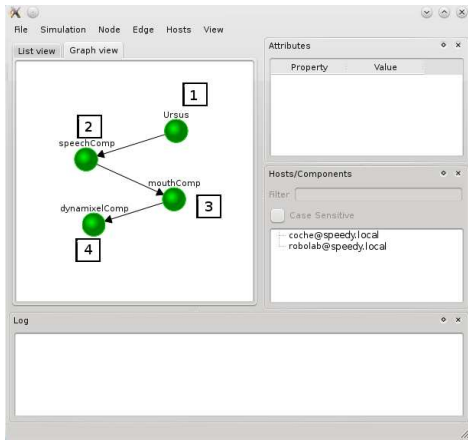 File Simulation Node Edge Hosts View
List view Graph view
1
Ursus
2
speechComp
mouthComp
3
dynamixelComp
4
Attributes
Property Value
Hosts/Components
Filter
Case Sensitive
coche@speedy.local
robolab@speedy.local
Log